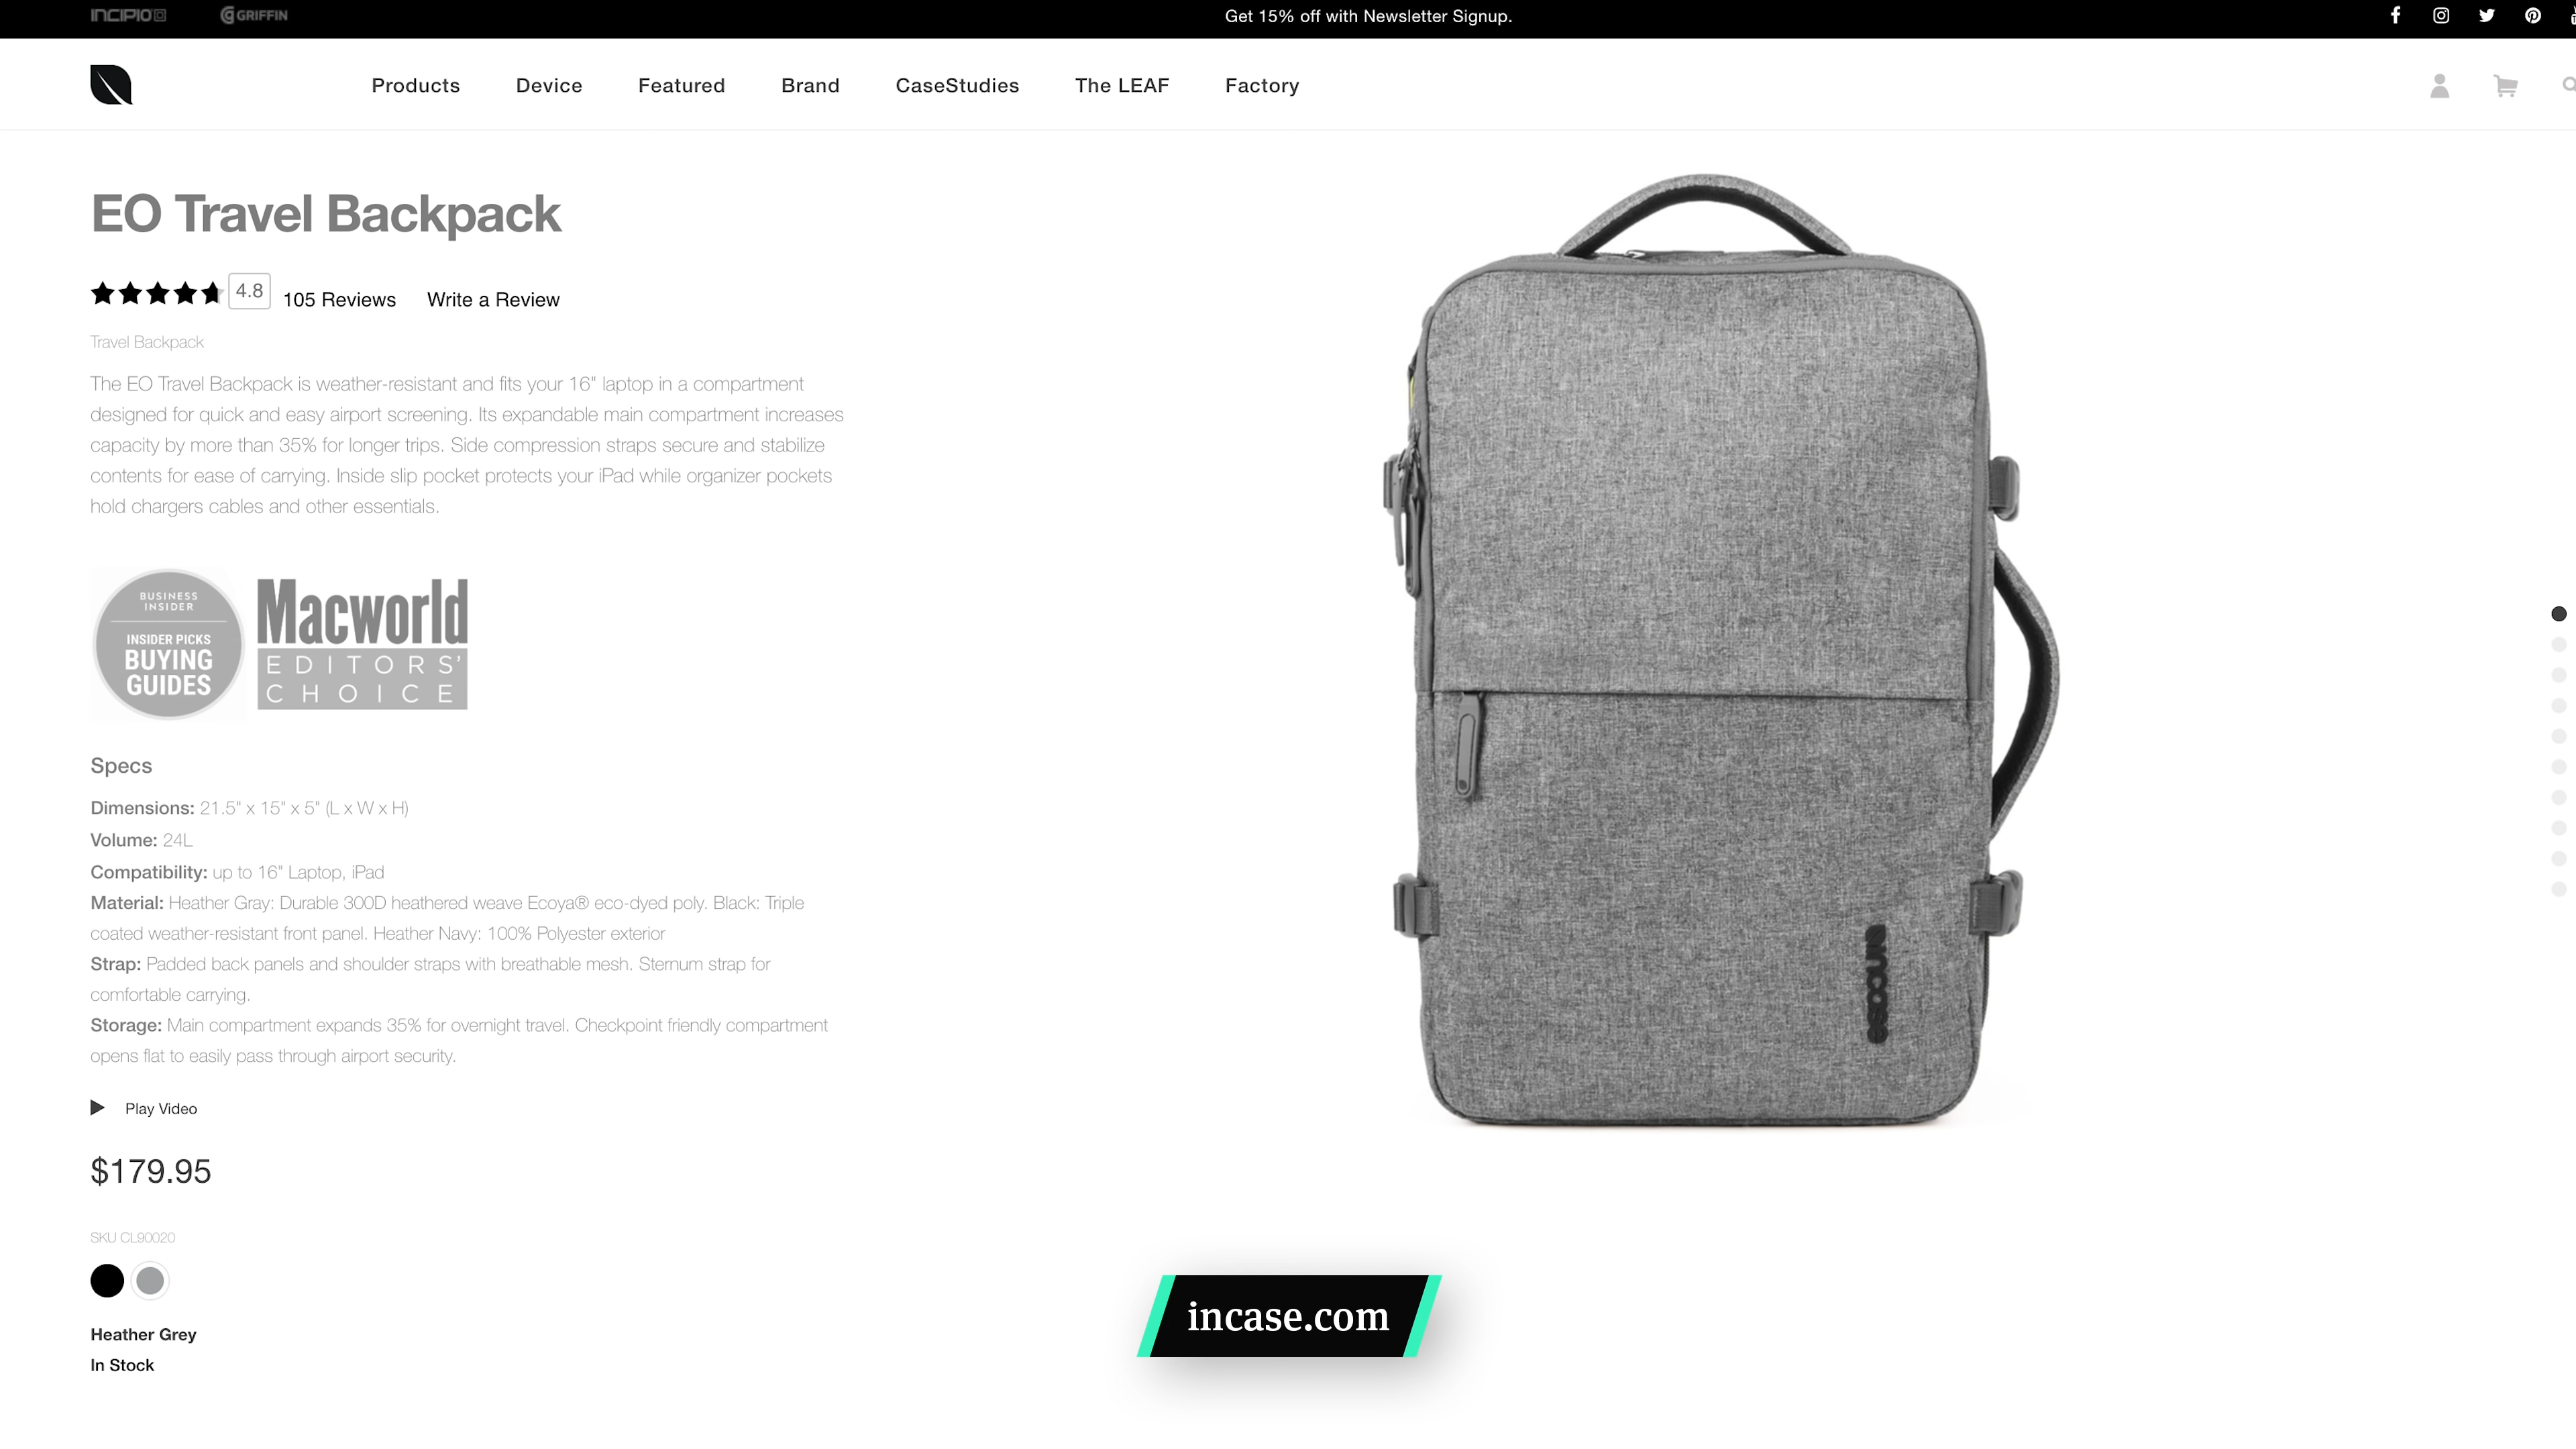 INCIPIO GRIFFIN Get 15% off with Newsletter Signup.
Products Device Featured Brand CaseStudies The LEAF Factory
EO Travel Backpack
4.8 105 Reviews Write a Review
Travel Backpack
The EO Travel Backpack is weather-resistant and fits your 16" laptop in a compartment
designed for quick and easy airport screening. Its expandable main compartment increases
capacity by more than 35% for longer trips. Side compression straps secure and stabilize
contents for ease of carrying. Inside slip pocket protects your iPad while organizer pockets
hold chargers cables and other essentials.
BUSINESS
INSIDER
INSIDER PICKS
BUYING
GUIDES
Macworld
EDITORS'
CHOICE
Specs
Dimensions: 21.5" x 15" x 5" (L x W x H)
Volume: 24L
Compatibility: up to 16" Laptop, iPad
Material: Heather Gray: Durable 300D heathered weave Ecoya® eco-dyed poly. Black: Triple
coated weather-resistant front panel. Heather Navy: 100% Polyester exterior
Strap: Padded back panels and shoulder straps with breathable mesh. Sternum strap for
comfortable carrying.
Storage: Main compartment expands 35% for overnight travel. Checkpoint friendly compartment
opens flat to easily pass through airport security.
Play Video
$179.95
SKU CL90020
Heather Grey
In Stock
incase
incase.com